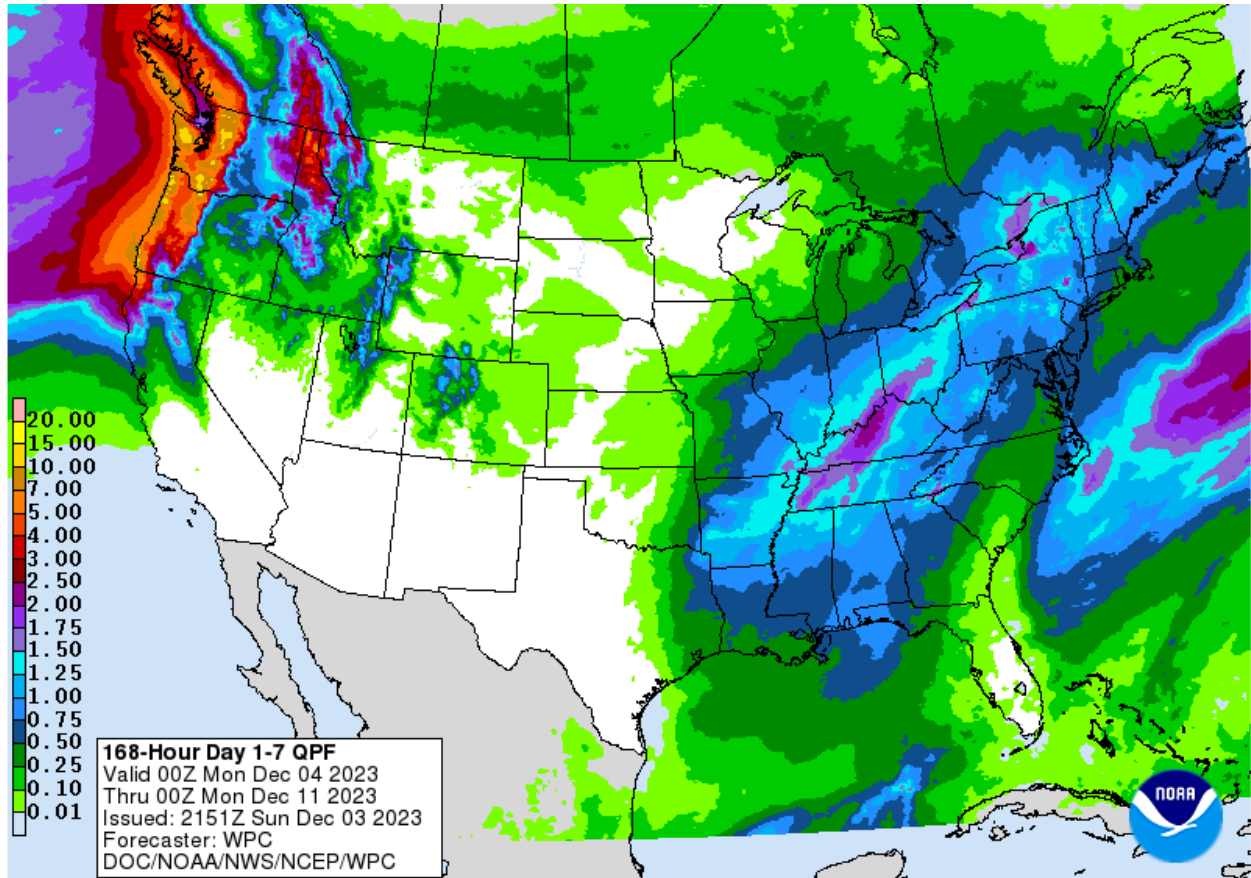 20.00
15.00
10.00
7.00
5.00
4.00
3.00
2.50
2.00
1.75
1.50
1.25
1.00
0.75
0.50
0.25
0.10
0.01
168-Hour Day 1-7 QPF
Valid 00Z Mon Dec 04 2023
Thru 00Z Mon Dec 11 2023
Issued: 2151Z Sun Dec 03 2023
Forecaster: WPC
DOC/NOAA/NWS/NCEP/WPC
NOAA